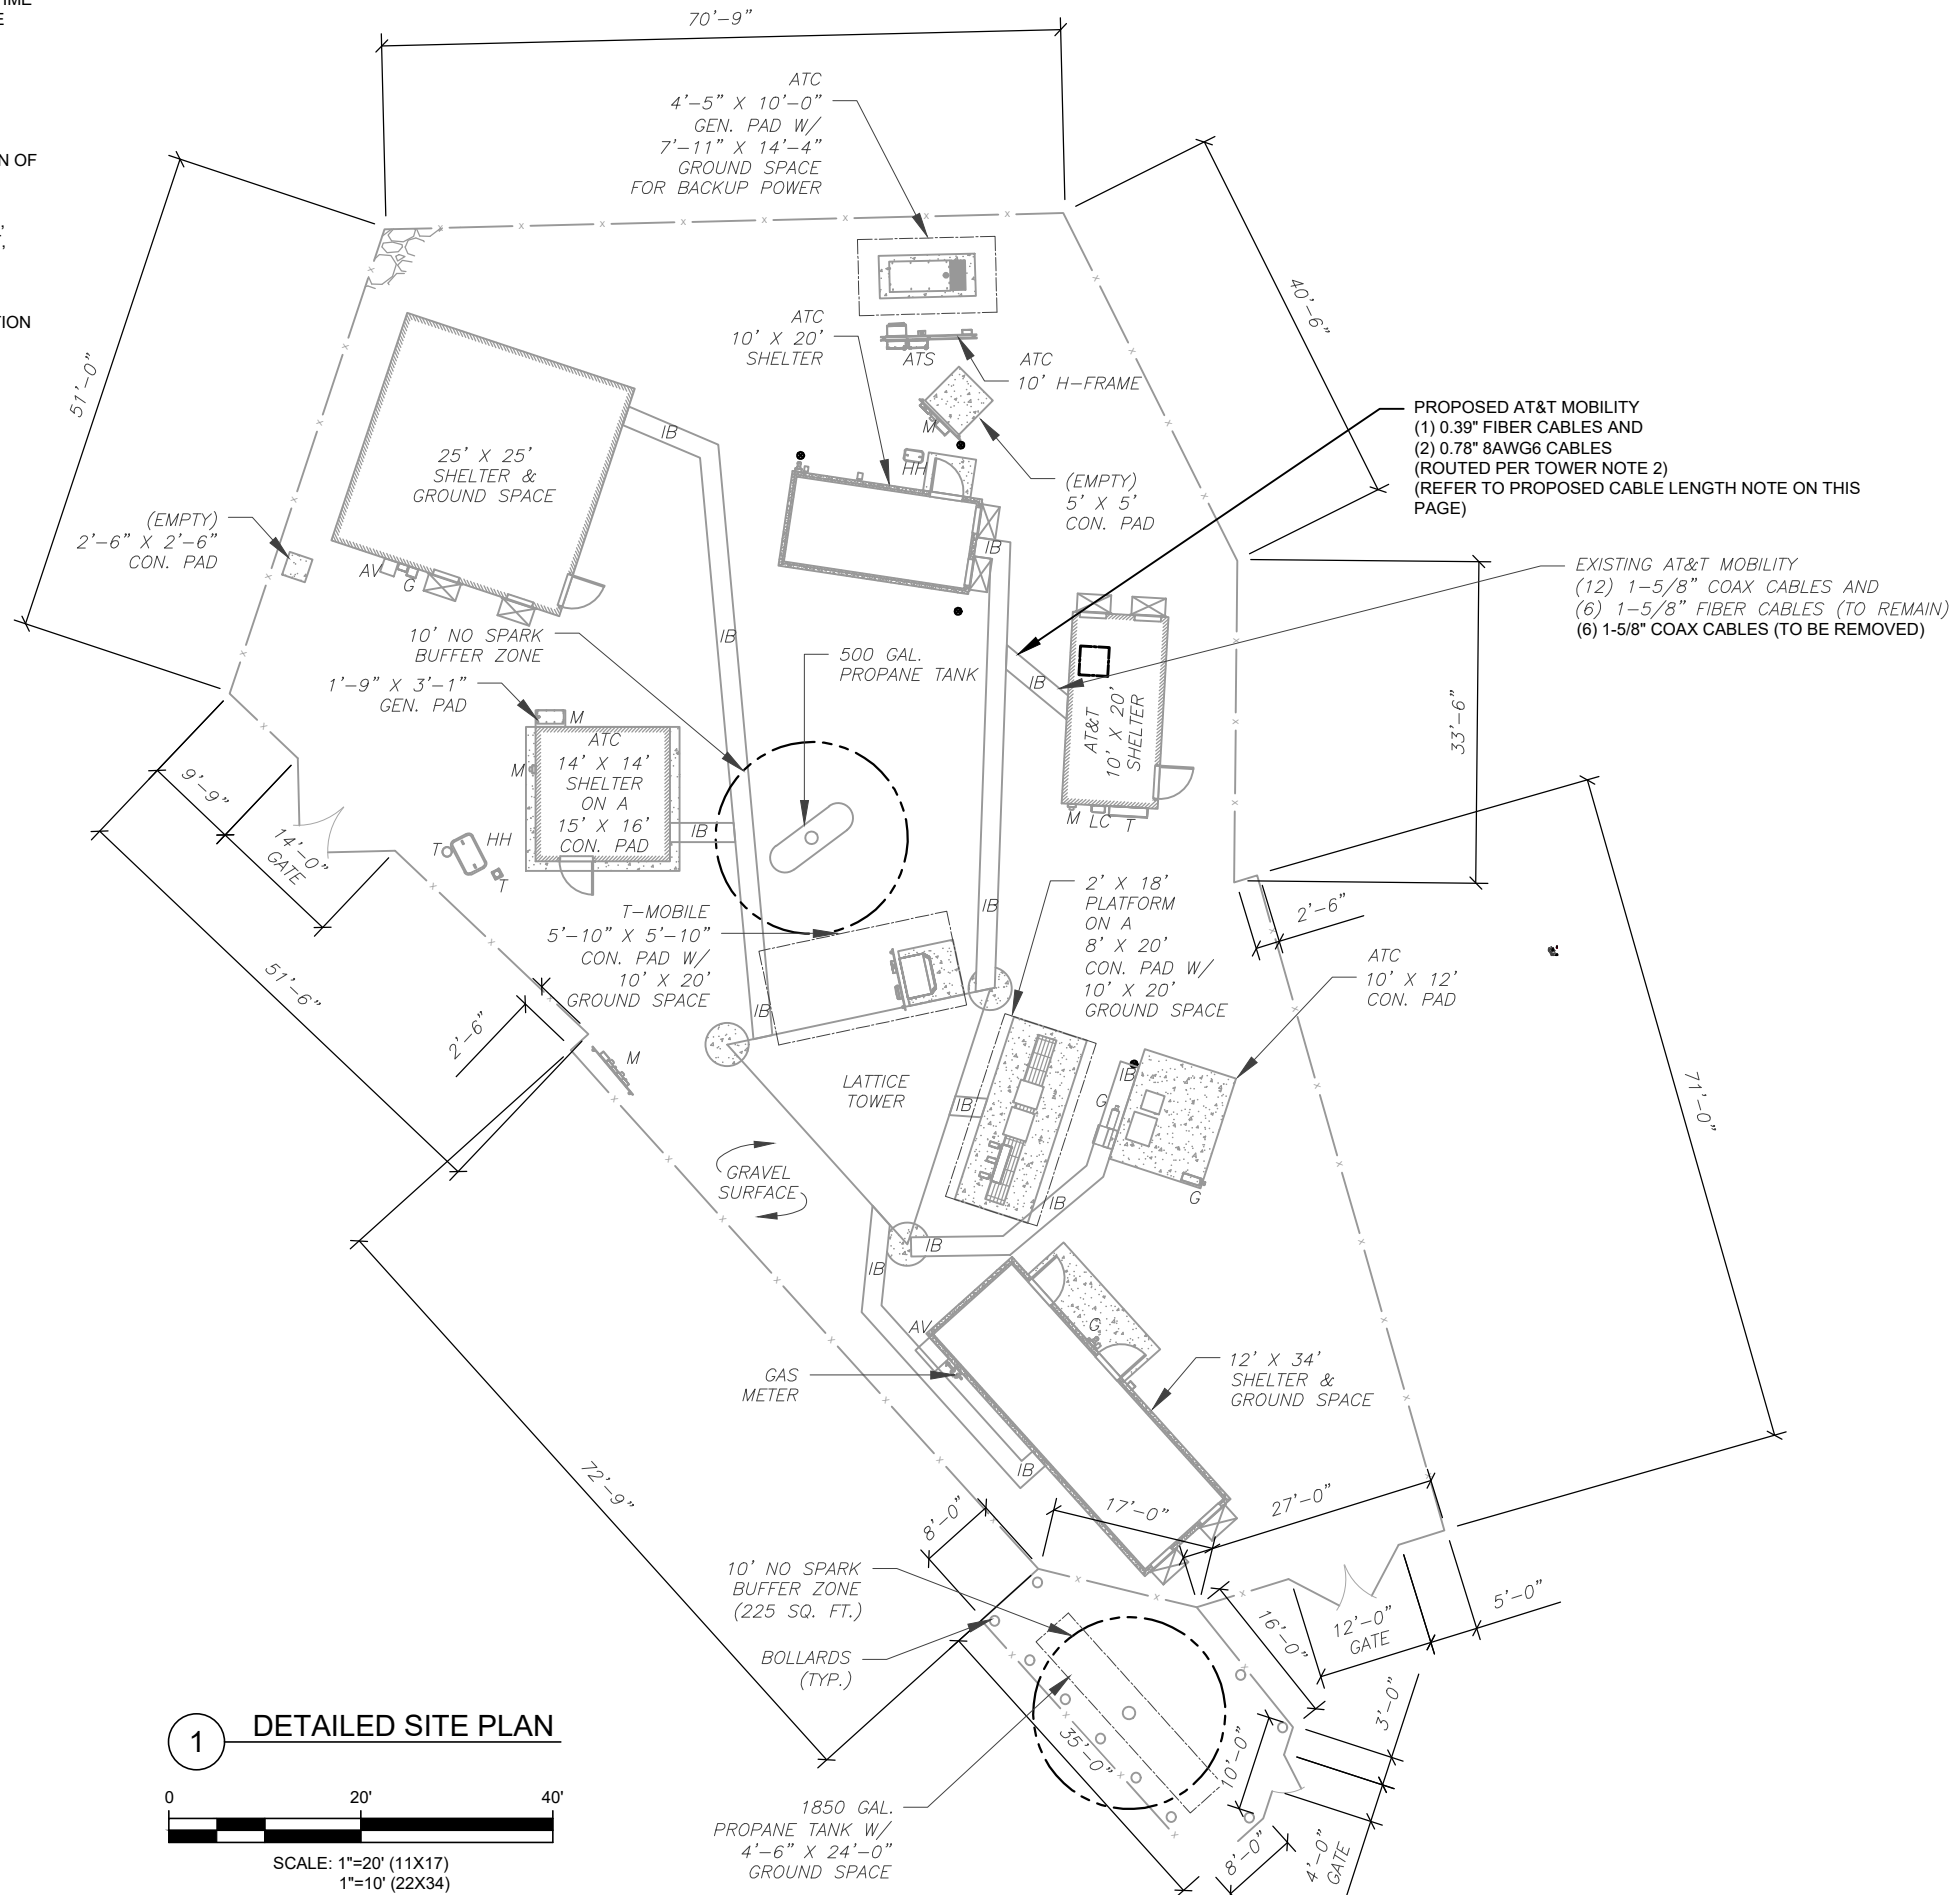 IME
E
N OF
,
,
TION
70'-9"
ATC
4'-5" X 10'-0"
GEN. PAD W/
7'-11" X 14'-4"
GROUND SPACE
FOR BACKUP POWER
51'-0"
40'-6"
ATC
10' X 20'
SHELTER
ATS
ATC
10' H-FRAME
M
HH
(EMPTY)
5' X 5'
CON. PAD
IB
25' X 25'
SHELTER &
GROUND SPACE
(EMPTY)
2'-6" X 2'-6"
CON. PAD
AV
G
IB
PROPOSED AT&T MOBILITY
(1) 0.39" FIBER CABLES AND
(2) 0.78" 8AWG6 CABLES
(ROUTED PER TOWER NOTE 2)
(REFER TO PROPOSED CABLE LENGTH NOTE ON THIS
PAGE)
EXISTING AT&T MOBILITY
(12) 1-5/8" COAX CABLES AND
(6) 1-5/8" FIBER CABLES (TO REMAIN)
(6) 1-5/8" COAX CABLES (TO BE REMOVED)
10' NO SPARK
BUFFER ZONE
IB
500 GAL.
PROPANE TANK
IB
AT&T
10' X 20'
SHELTER
33'-6"
1'-9" X 3'-1"
GEN. PAD
M
M
ATC
14' X 14'
SHELTER
ON A
15' X 16'
CON. PAD
IB
9'-9"
14'-0"
GATE
T
HH
T
M
LC
T
51'-6"
2'-6"
T-MOBILE
5'-10" X 5'-10"
CON. PAD W/
10' X 20'
GROUND SPACE
IB
IB
2' X 18'
PLATFORM
ON A
8' X 20'
CON. PAD W/
10' X 20'
GROUND SPACE
2'-6"
ATC
10' X 12'
CON. PAD
71'-0"
M
LATTICE
TOWER
IB
IB
G
G
IB
IB
GRAVEL
SURFACE
IB
AV
G
GAS
METER
12' X 34'
SHELTER &
GROUND SPACE
IB
72'-9"
8'-0"
17'-0"
27'-0"
10' NO SPARK
BUFFER ZONE
(225 SQ. FT.)
BOLLARDS
(TYP.)
16'-0"
12'-0"
GATE
5'-0"
3'-0"
35'-0"
10'-0"
8'-0"
4'-0"
GATE
1850 GAL.
PROPANE TANK W/
4'-6" X 24'-0"
GROUND SPACE
1
DETAILED SITE PLAN
0 20' 40'
SCALE: 1"=20' (11X17)
1"=10' (22X34)